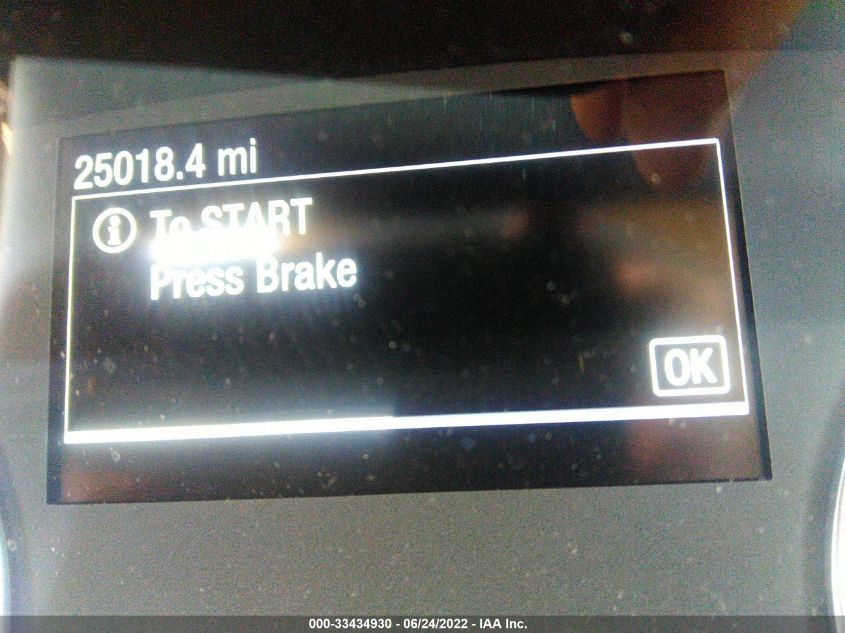 25018.4 mi
To START
Press Brake
OK
000-33434930 - 06/24/2022 - IAA Inc.